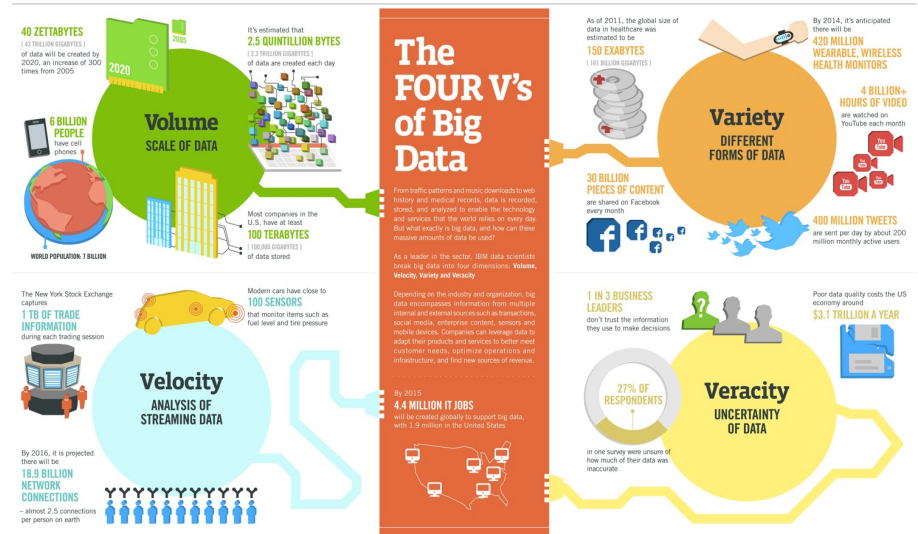 40 ZETTABYTES
[ 43 TRILLION GIGABYTES ]
of data will be created by
2020, an increase of 300
times from 2005
2005
2020
It's estimated that
2.5 QUINTILLION BYTES
[ 2.3 TRILLION GIGABYTES ]
of data are created each day
6 BILLION
PEOPLE
have cell
phones
WORLD POPULATION: 7 BILLION
Volume
SCALE OF DATA
Most companies in the
U.S. have at least
100 TERABYTES
[ 100,000 GIGABYTES ]
of data stored
The
FOUR V's
of Big
Data
From traffic patterns and music downloads to web
history and medical records, data is recorded,
stored, and analyzed to enable the technology
and services that the world relies on every day.
But what exactly is big data, and how can these
massive amounts of data be used?
As a leader in the sector, IBM data scientists
break big data into four dimensions: Volume,
Velocity, Variety and Veracity
Depending on the industry and organization, big
data encompasses information from multiple
internal and external sources such as transactions,
social media, enterprise content, sensors and
mobile devices. Companies can leverage data to
adapt their products and services to better meet
customer needs, optimize operations and
infrastructure, and find new sources of revenue.
By 2015
4.4 MILLION IT JOBS
will be created globally to support big data,
with 1.9 million in the United States
As of 2011, the global size of
data in healthcare was
estimated to be
150 EXABYTES
[ 161 BILLION GIGABYTES ]
By 2014, it's anticipated
there will be
420 MILLION
WEARABLE, WIRELESS
HEALTH MONITORS
4 BILLION+
HOURS OF VIDEO
are watched on
YouTube each month
You
Tube
You
Tube
You
Tube
You
Tube
You
Tube
Variety
DIFFERENT
FORMS OF DATA
30 BILLION
PIECES OF CONTENT
are shared on Facebook
every month
400 MILLION TWEETS
are sent per day by about 200
million monthly active users
The New York Stock Exchange
captures
1 TB OF TRADE
INFORMATION
during each trading session
Modern cars have close to
100 SENSORS
that monitor items such as
fuel level and tire pressure
Velocity
ANALYSIS OF
STREAMING DATA
By 2016, it is projected
there will be
18.9 BILLION
NETWORK
CONNECTIONS
– almost 2.5 connections
per person on earth
1 IN 3 BUSINESS
LEADERS
don't trust the information
they use to make decisions
?
Poor data quality costs the US
economy around
$3.1 TRILLION A YEAR
27% OF
RESPONDENTS
in one survey were unsure of
how much of their data was
inaccurate
Veracity
UNCERTAINTY
OF DATA